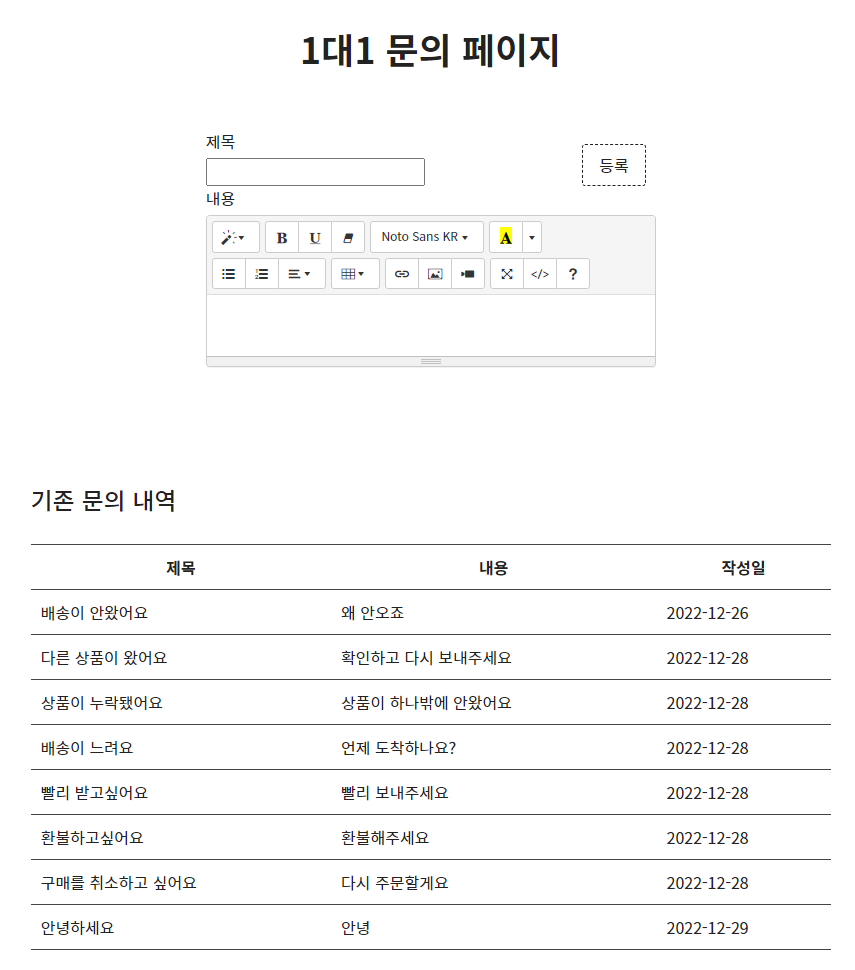 1대1 문의 페이지
제목
등록
내용
B U Noto Sans KR A
</> ?
기존 문의 내역
제목 내용 작성일
배송이 안왔어요 왜 안오죠 2022-12-26
다른 상품이 왔어요 확인하고 다시 보내주세요 2022-12-28
상품이 누락됐어요 상품이 하나밖에 안왔어요 2022-12-28
배송이 느려요 언제 도착하나요? 2022-12-28
빨리 받고싶어요 빨리 보내주세요 2022-12-28
환불하고싶어요 환불해주세요 2022-12-28
구매를 취소하고 싶어요 다시 주문할게요 2022-12-28
안녕하세요 안녕 2022-12-29